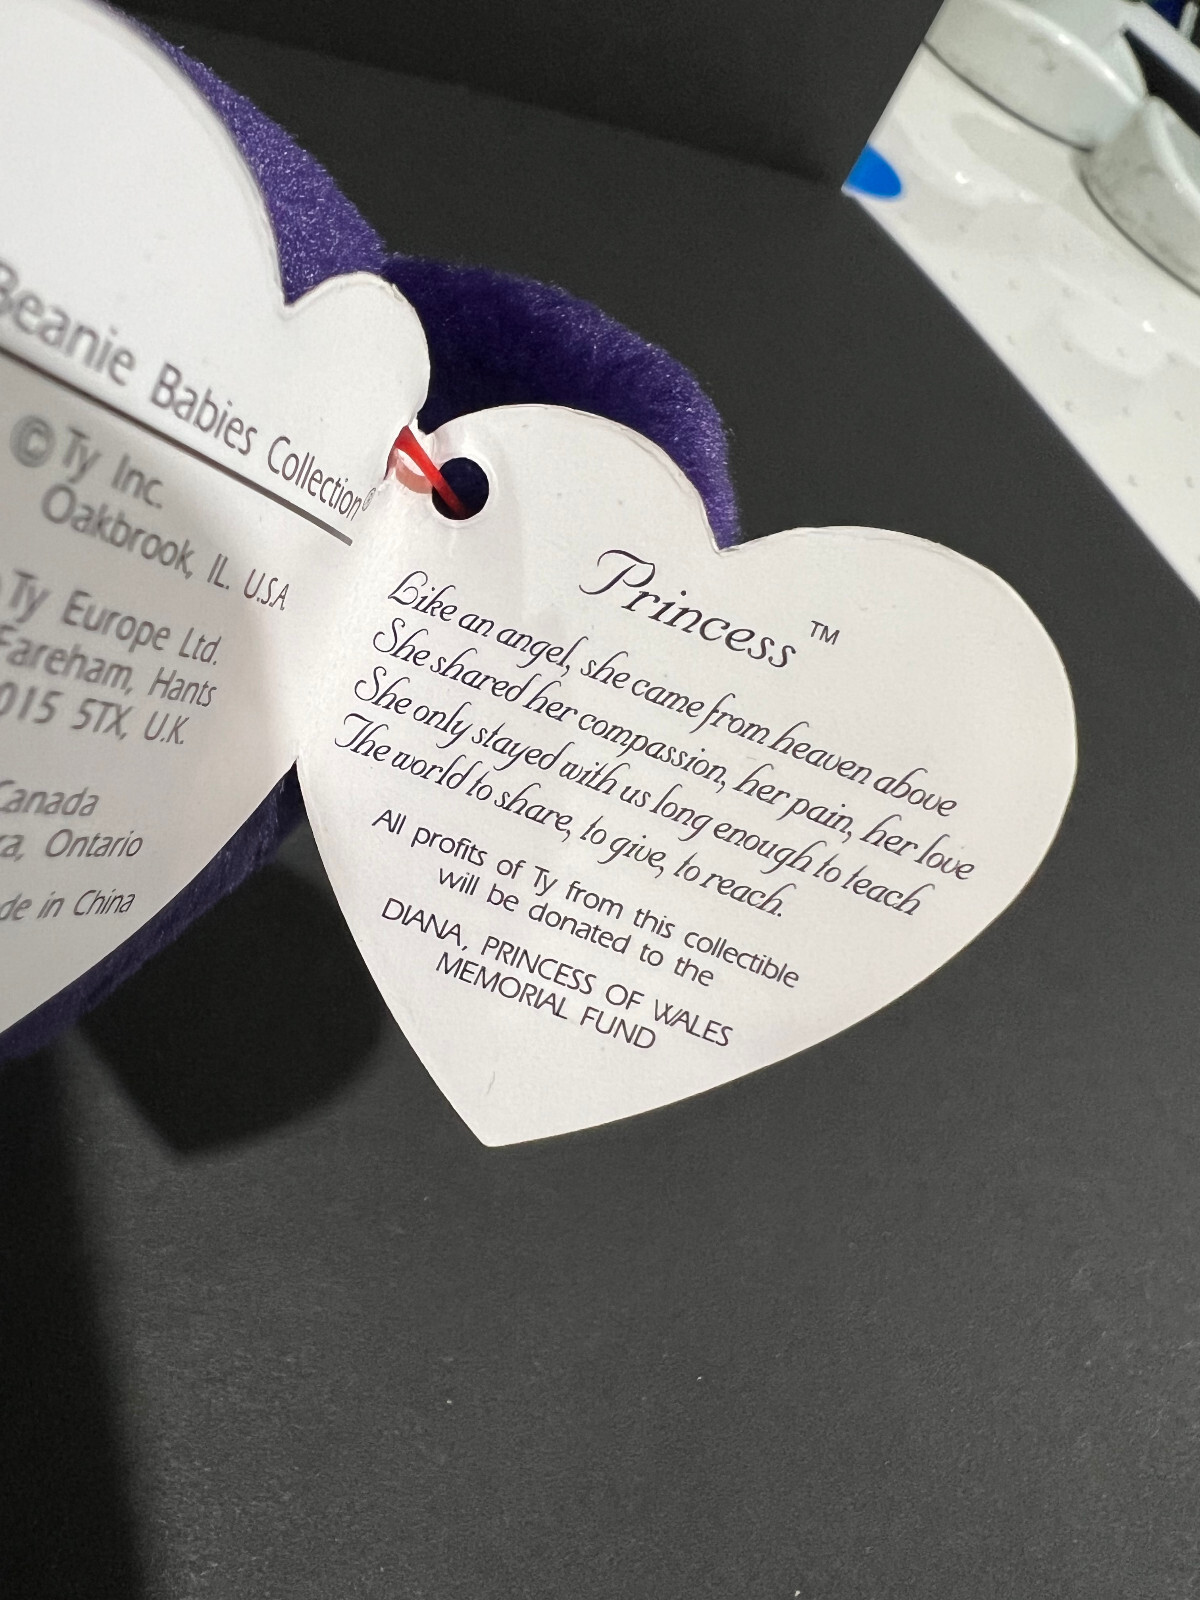 Beanie Babies Collection®
© Ty Inc.
Oakbrook, IL. U.S.A
Ty Europe Ltd.
Fareham, Hants
5TX, U.K.
Canada
Ontario
in China
Princess™
Like an angel, she came from heaven above
She shared her compassion, her pain, her love
She only stayed with us long enough to teach
The world to share, to give, to reach.
All profits of Ty from this collectible
will be donated to the
DIANA, PRINCESS OF WALES
MEMORIAL FUND